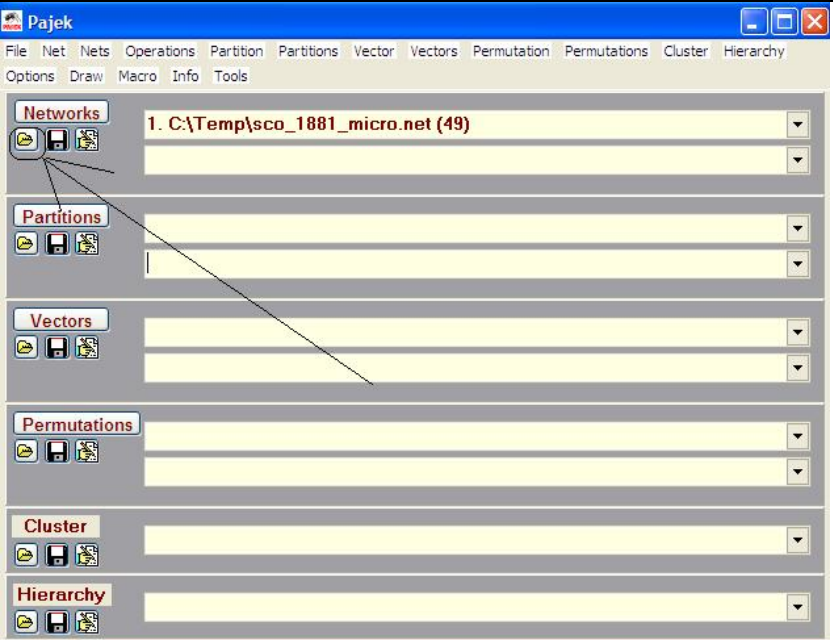 Pajek
File Net Nets Operations Partition Partitions Vector Vectors Permutation Permutations Cluster Hierarchy
Options Draw Macro Info Tools
Networks
1. C:\Temp\sco_1881_micro.net (49)
Partitions
Vectors
Permutations
Cluster
Hierarchy